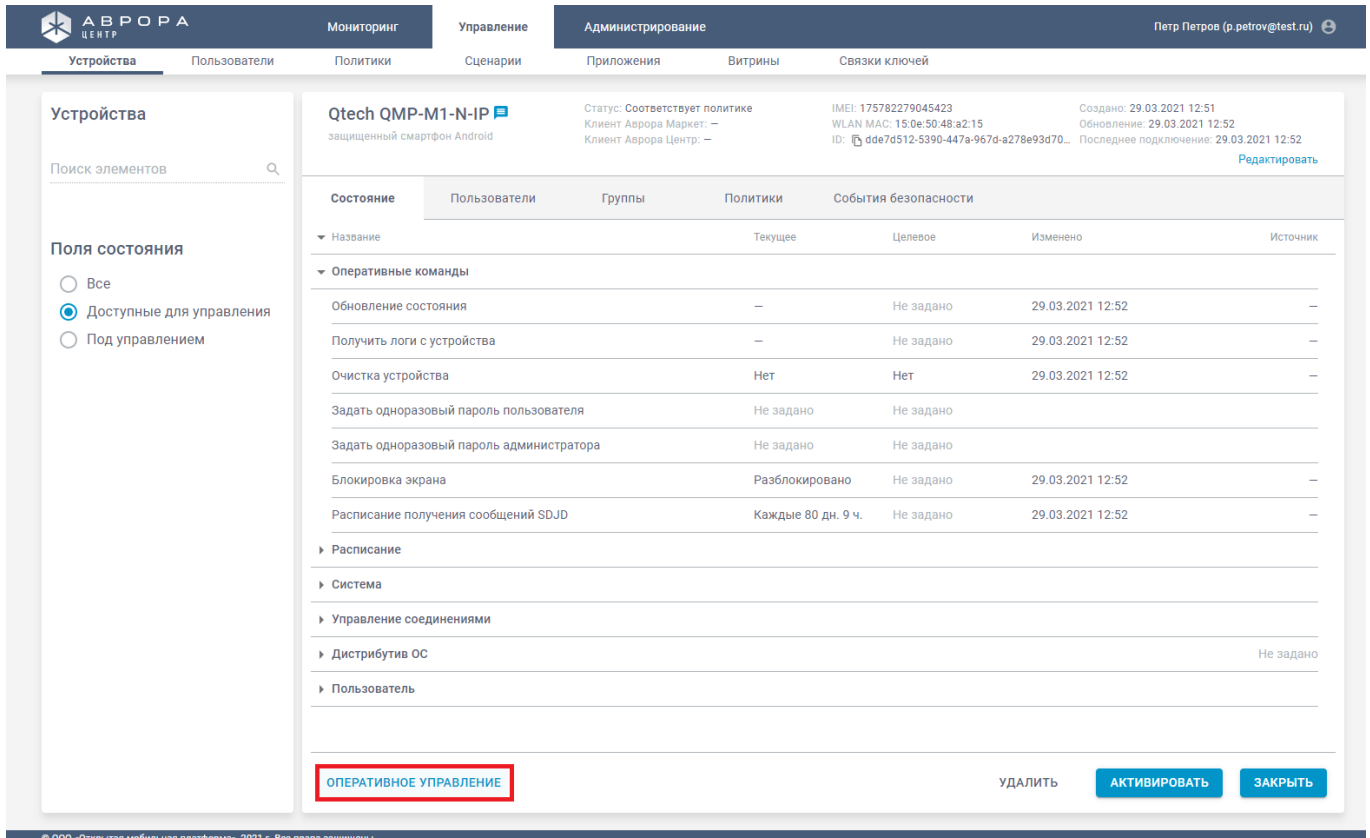 АВРОРА
ЦЕНТР
Мониторинг Управление Администрирование Петр Петров (p.petrov@test.ru)
Устройства Пользователи Политики Сценарии Приложения Витрины Связки ключей
Устройства
Поиск элементов
Поля состояния
Все
Доступные для управления
Под управлением
Qtech QMP-M1-N-IP
защищенный смартфон Android
Статус: Соответствует политике
Клиент Аврора Маркет: —
Клиент Аврора Центр: —
IMEI: 175782279045423
WLAN MAC: 15:0e:50:48:a2:15
ID: dde7d512-5390-447a-967d-a278e93d70...
Создано: 29.03.2021 12:51
Обновление: 29.03.2021 12:52
Последнее подключение: 29.03.2021 12:52
Редактировать
Состояние Пользователи Группы Политики События безопасности
Название Текущее Целевое Изменено Источник
Оперативные команды
Обновление состояния — Не задано 29.03.2021 12:52 —
Получить логи с устройства — Не задано 29.03.2021 12:52 —
Очистка устройства Нет Нет 29.03.2021 12:52 —
Задать одноразовый пароль пользователя Не задано Не задано
Задать одноразовый пароль администратора Не задано Не задано
Блокировка экрана Разблокировано Не задано 29.03.2021 12:52 —
Расписание получения сообщений SDJD Каждые 80 дн. 9 ч. Не задано 29.03.2021 12:52 —
Расписание
Система
Управление соединениями
Дистрибутив ОС Не задано
Пользователь
ОПЕРАТИВНОЕ УПРАВЛЕНИЕ УДАЛИТЬ АКТИВИРОВАТЬ ЗАКРЫТЬ
© ООО «Открытая мобильная платформа», 2021 г. Все права защищены